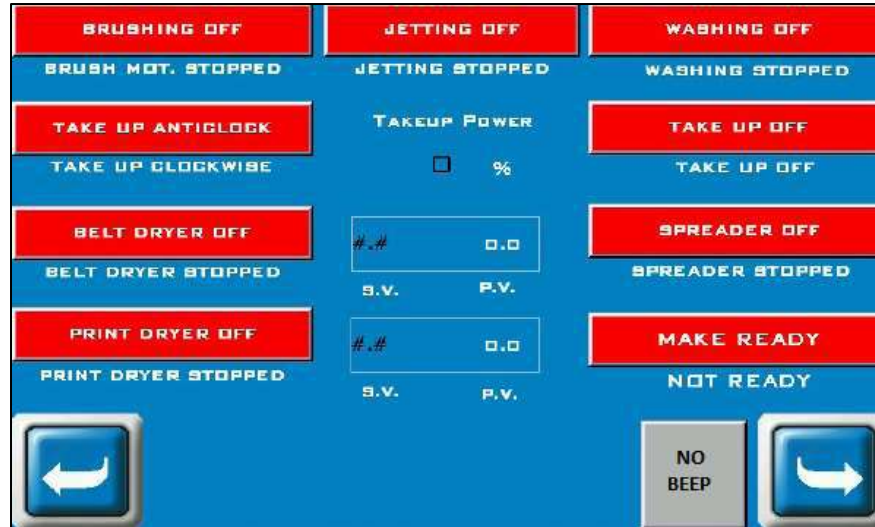 BRUSHING OFF
JETTING OFF
WASHING OFF
BRUSH MOT. STOPPED
JETTING STOPPED
WASHING STOPPED
TAKE UP ANTICLOCK
TAKEUP POWER
TAKE UP OFF
TAKE UP CLOCKWISE
0 %
TAKE UP OFF
BELT DRYER OFF
#.# 0.0
SPREADER OFF
BELT DRYER STOPPED
S.V. P.V.
SPREADER STOPPED
PRINT DRYER OFF
#.# 0.0
MAKE READY
PRINT DRYER STOPPED
S.V. P.V.
NOT READY
NO
BEEP